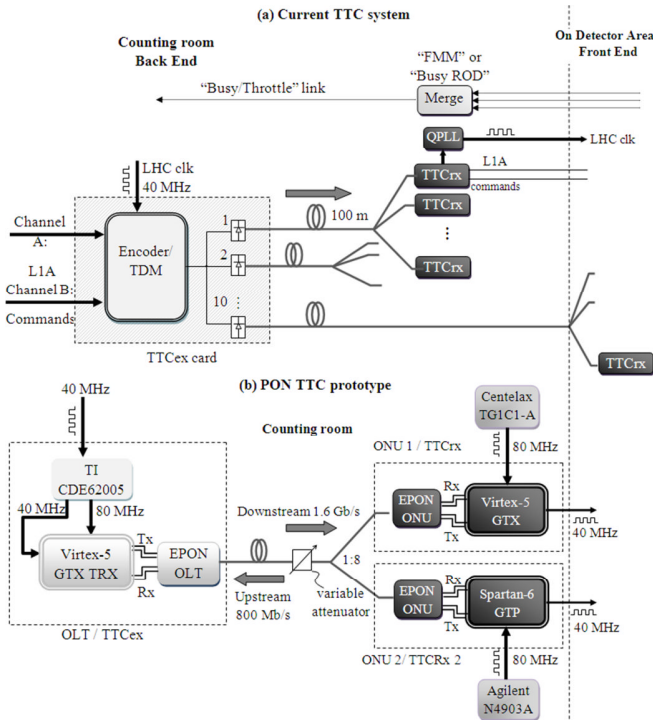 (a) Current TTC system
Counting room
Back End
On Detector Area
Front End
"FMM" or
"Busy ROD"
"Busy/Throttle" link
Merge
QPLL
LHC clk
LHC clk
40 MHz
L1A
TTCrx
commands
Channel
A:
1
100 m
TTCrx
Encoder/
TDM
2
⋮
L1A
Channel B:
TTCrx
10 ⋮
Commands
TTCex card
TTCrx
(b) PON TTC prototype
40 MHz
Counting room
Centelax
TG1C1-A
ONU 1 / TTCrx
80 MHz
TI
CDE62005
Rx
EPON
ONU
Virtex-5
GTX
40 MHz
80 MHz
Downstream 1.6 Gb/s
Tx
40 MHz
Tx
Virtex-5
GTX TRX
EPON
OLT
1:8
Rx
Upstream
800 Mb/s
variable
attenuator
Rx
EPON
ONU
Spartan-6
GTP
Tx
40 MHz
OLT / TTCex
ONU 2/ TTCRx 2
80 MHz
Agilent
N4903A